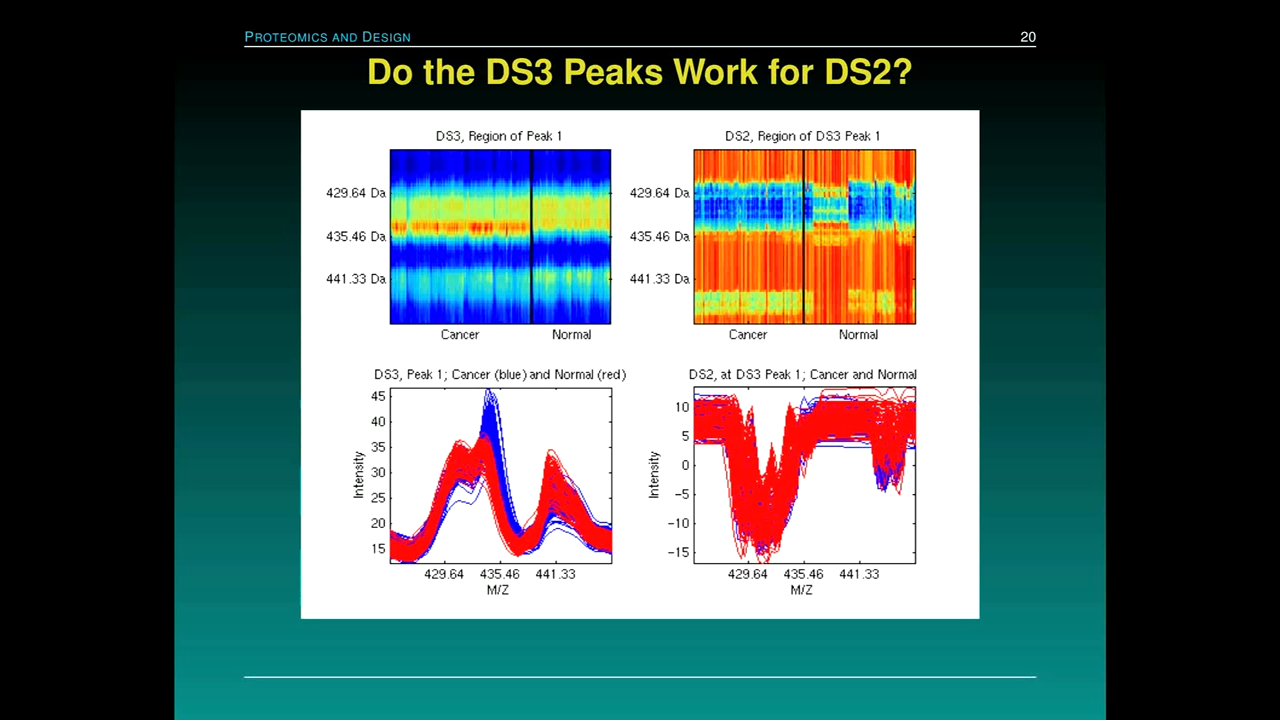 PROTEOMICS AND DESIGN 20
Do the DS3 Peaks Work for DS2?
DS3, Region of Peak 1
429.64 Da
435.46 Da
441.33 Da
Cancer Normal
DS2, Region of DS3 Peak 1
429.64 Da
435.46 Da
441.33 Da
Cancer Normal
DS3, Peak 1; Cancer (blue) and Normal (red)
45
40
35
30
25
20
15
Intensity
429.64 435.46 441.33
M/Z
DS2, at DS3 Peak 1; Cancer and Normal
10
5
0
−5
−10
−15
Intensity
429.64 435.46 441.33
M/Z